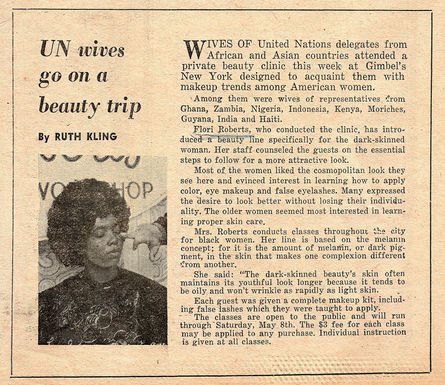 UN wives
go on a
beauty trip
By RUTH KLING
WORKSHOP
WIVES OF United Nations delegates from
African and Asian countries attended a
private beauty clinic this week at Gimbel's
New York designed to acquaint them with
makeup trends among American women.
Among them were wives of representatives from
Ghana, Zambia, Nigeria, Indonesia, Kenya, Moriches,
Guyana, India and Haiti.
Flori Roberts, who conducted the clinic, has intro-
duced a beauty line specifically for the dark-skinned
woman. Her staff counseled the guests on the essential
steps to follow for a more attractive look.
Most of the women liked the cosmopolitan look they
see here and evinced interest in learning how to apply
color, eye makeup and false eyelashes. Many expressed
the desire to look better without losing their individu-
ality. The older women seemed most interested in learn-
ing proper skin care.
Mrs. Roberts conducts classes throughout the city
for black women. Her line is based on the melanin
concept; for it is the amount of melanin, or dark pig-
ment, in the skin that makes one complexion different
from another.
She said: "The dark-skinned beauty's skin often
maintains its youthful look longer because it tends to
be oily and won't wrinkle as rapidly as light skin.
Each guest was given a complete makeup kit, includ-
ing false lashes which they were taught to apply.
The classes are open to the public and will run
through Saturday, May 8th. The $3 fee for each class
may be applied to any purchase. Individual instruction
is given at all classes.